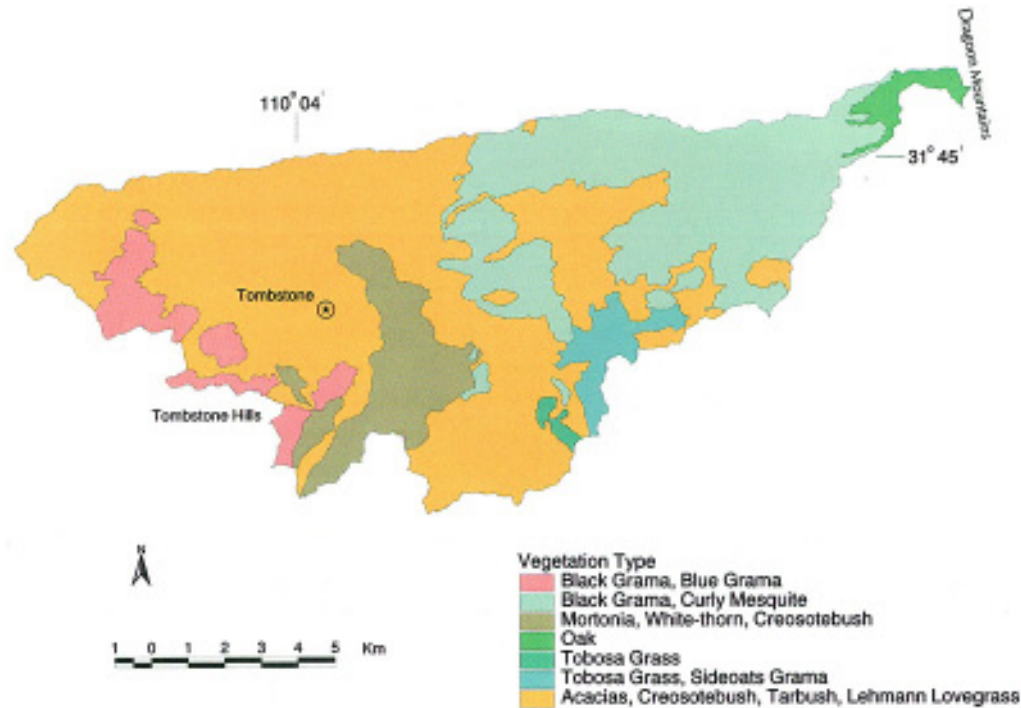 Dragoon Mountains
110° 04'
31° 45'
Tombstone
Tombstone Hills
N
1 0 1 2 3 4 5 Km
Vegetation Type
Black Grama, Blue Grama
Black Grama, Curly Mesquite
Mortonia, White-thorn, Creosotebush
Oak
Tobosa Grass
Tobosa Grass, Sideoats Grama
Acacias, Creosotebush, Tarbush, Lehmann Lovegrass